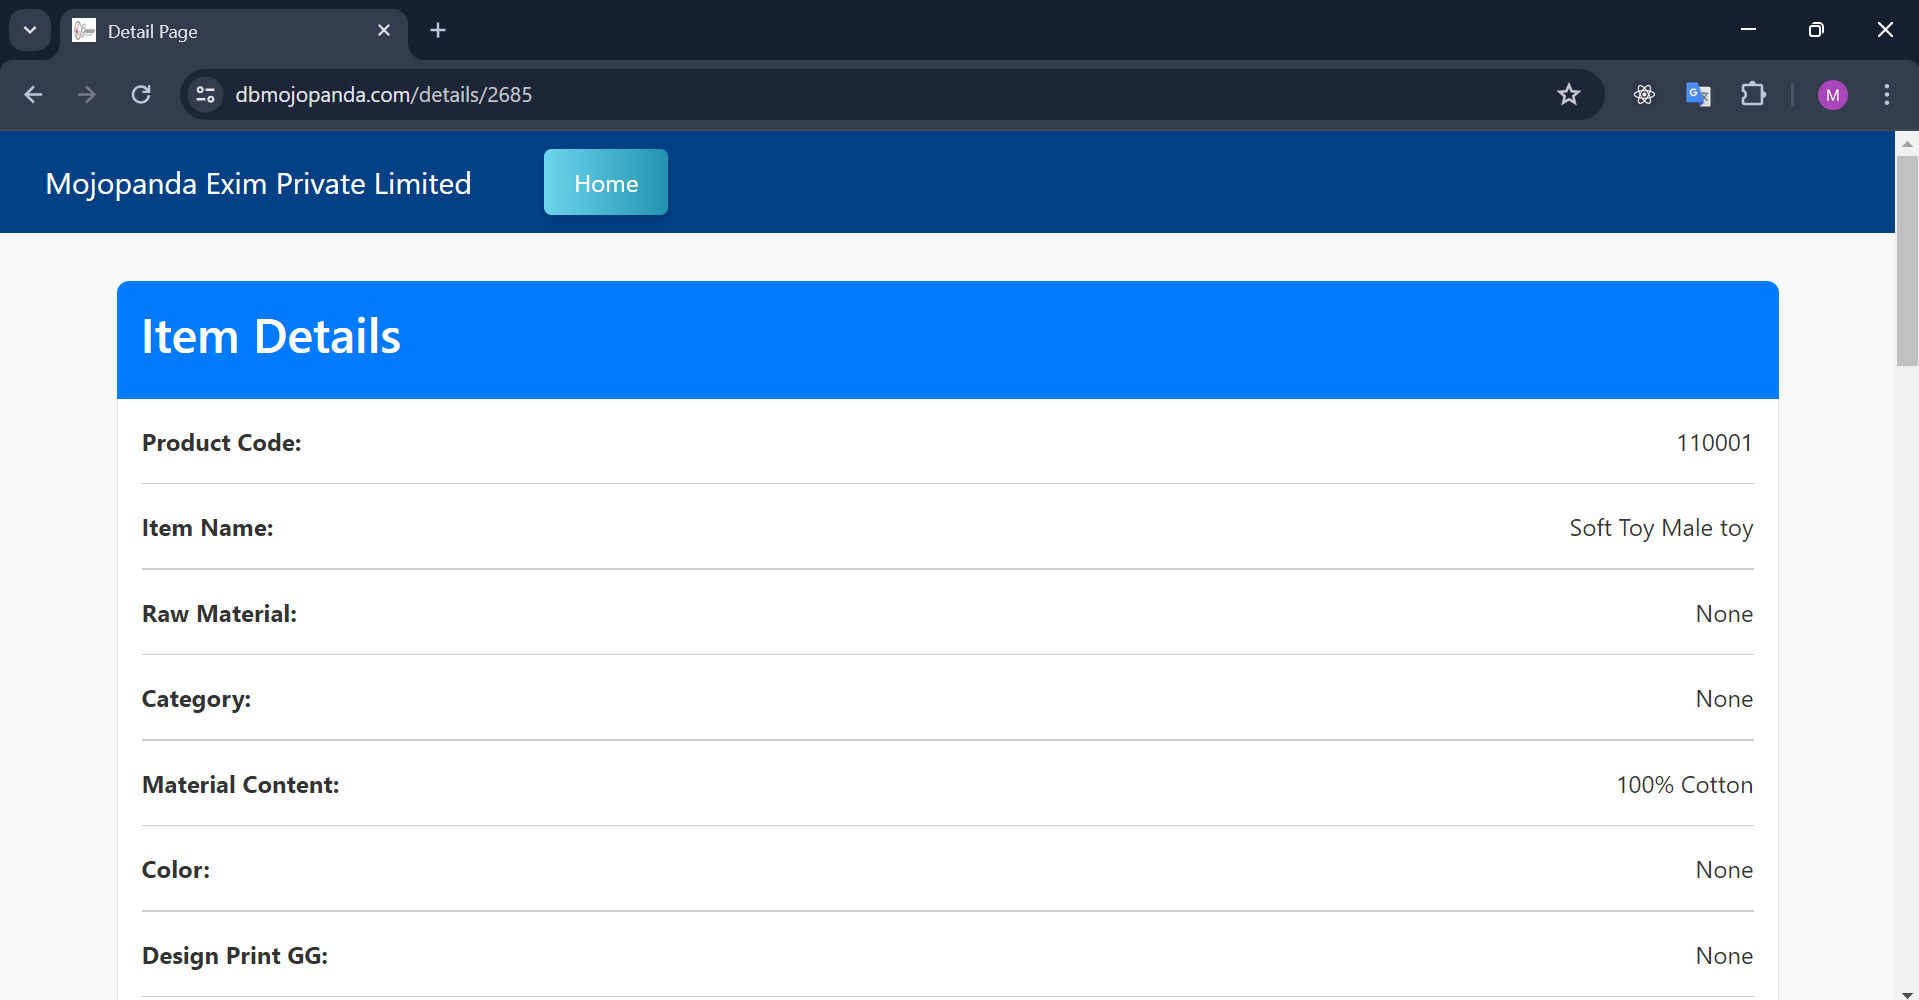 Detail Page
dbmojopanda.com/details/2685
M
Mojopanda Exim Private Limited
Home
Item Details
Product Code: 110001
Item Name: Soft Toy Male toy
Raw Material: None
Category: None
Material Content: 100% Cotton
Color: None
Design Print GG: None